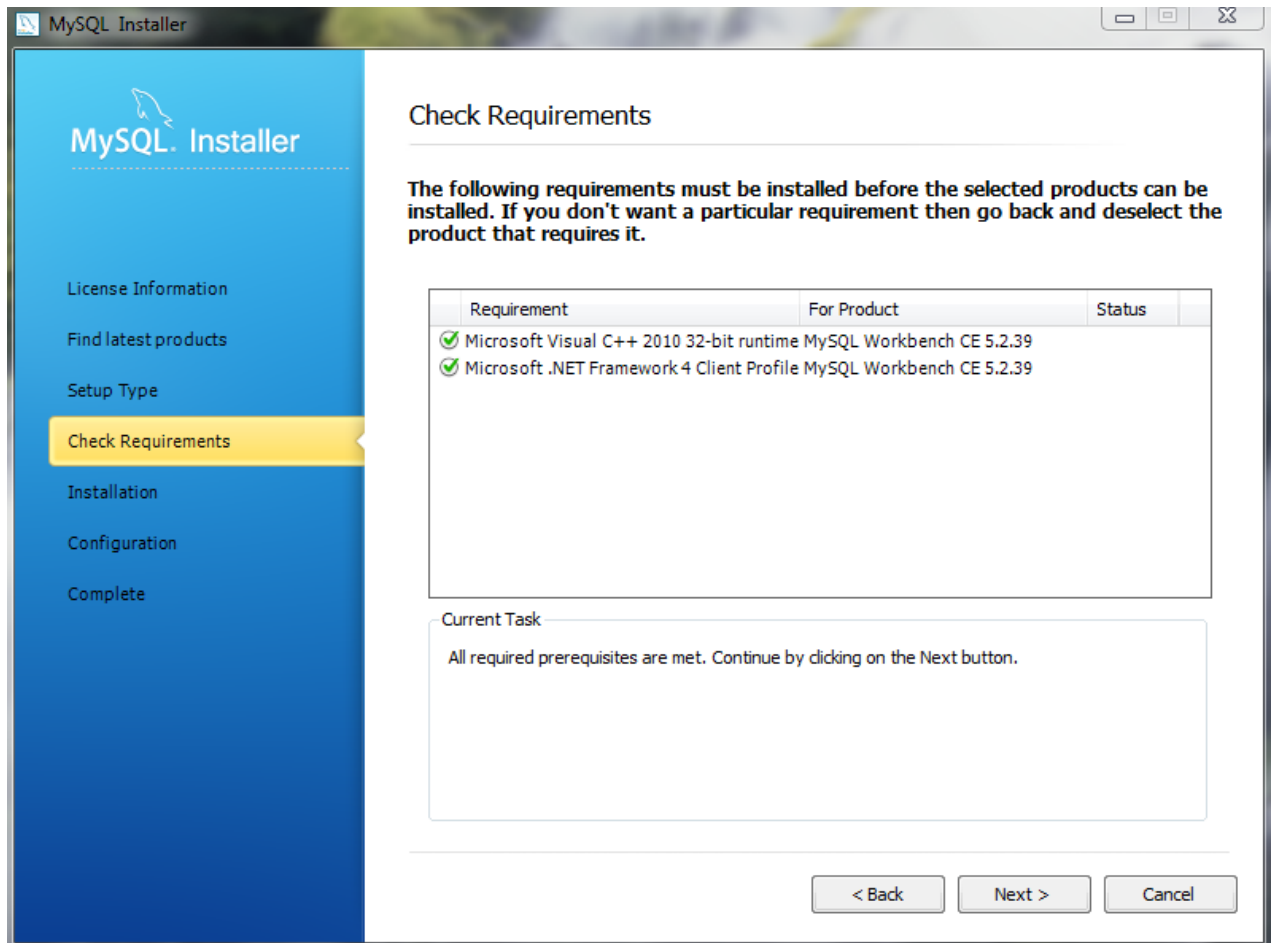 MySQL Installer
MySQL. Installer
License Information
Find latest products
Setup Type
Check Requirements
Installation
Configuration
Complete
Check Requirements
The following requirements must be installed before the selected products can be
installed. If you don't want a particular requirement then go back and deselect the
product that requires it.
Requirement For Product Status
Microsoft Visual C++ 2010 32-bit runtime MySQL Workbench CE 5.2.39
Microsoft .NET Framework 4 Client Profile MySQL Workbench CE 5.2.39
Current Task
All required prerequisites are met. Continue by clicking on the Next button.
< Back Next > Cancel